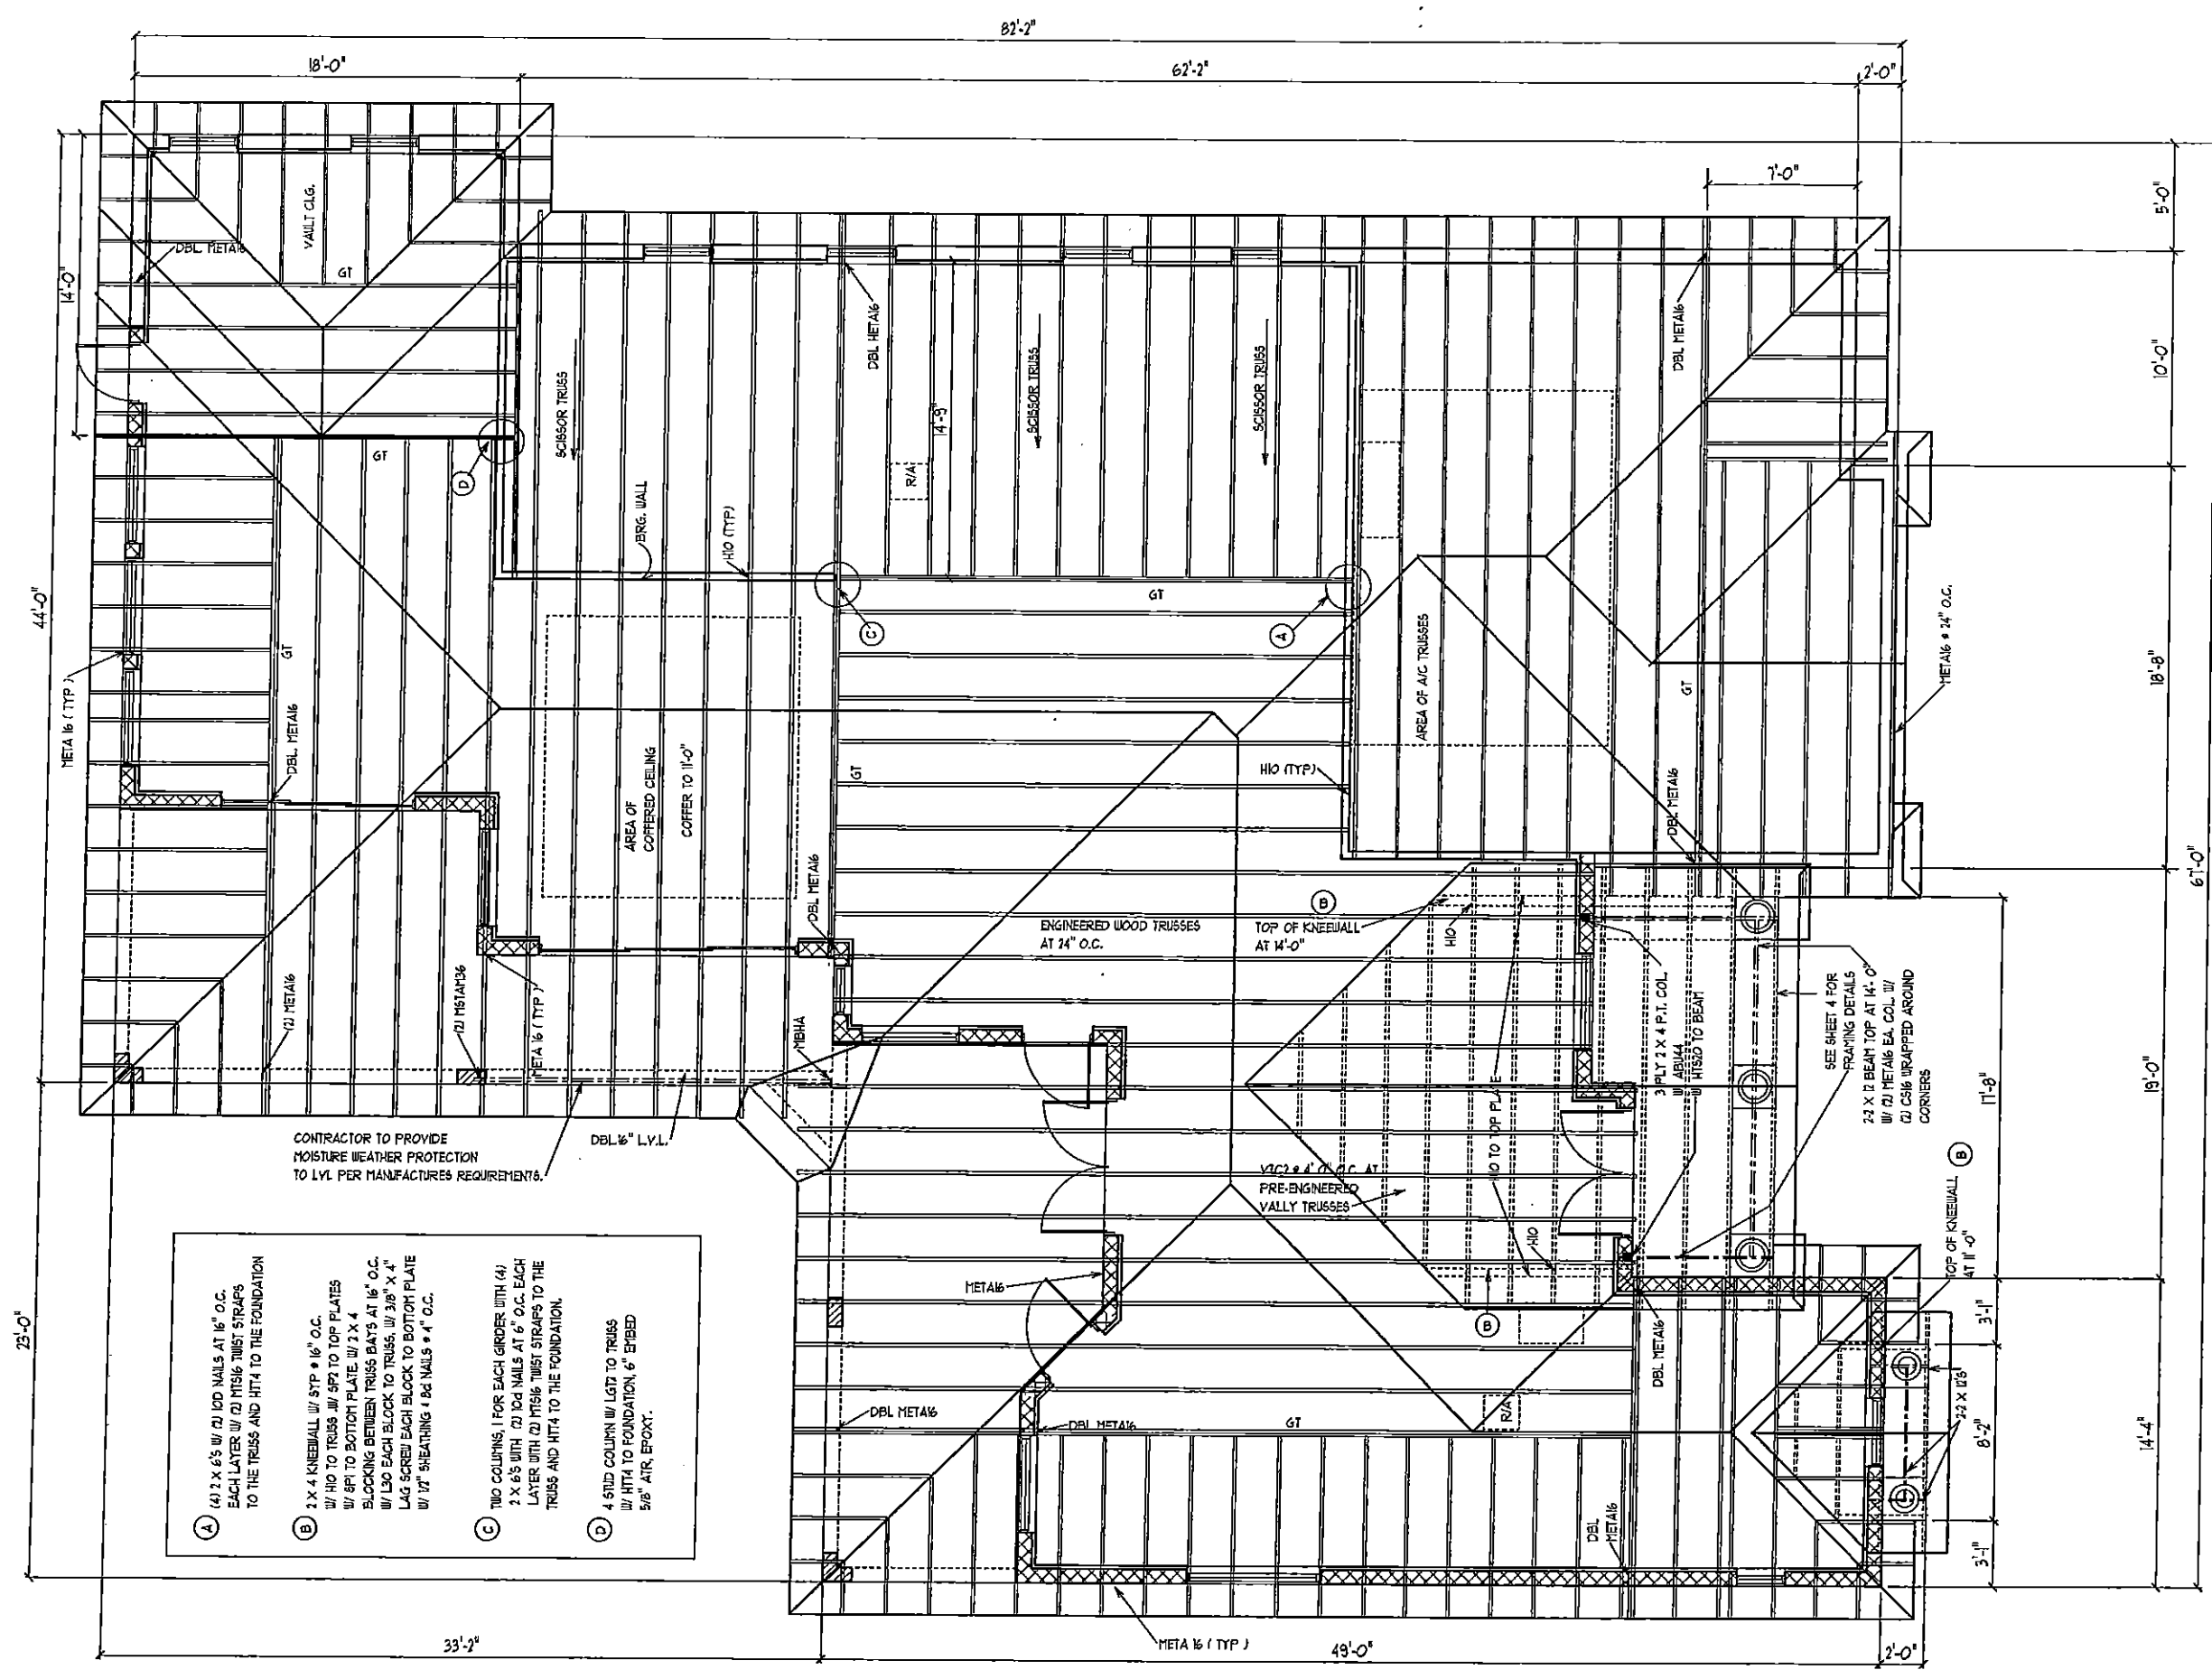 82'-2"
18'-0"
62'-2"
2'-0"
14'-0"
44'-0"
23'-0"
7'-0"
5'-0"
10'-0"
18'-8"
67'-0"
17'-8"
19'-0"
3'-1"
8'-2"
14'-4"
3'-1"
33'-2"
49'-0"
2'-0"
VAULT CLG.
DBL. META16
GT
GT
D
SCISSOR TRUSS
BRG. WALL
H10 (TYP)
DBL META16
14'-9"
R/A
SCISSOR TRUSS
SCISSOR TRUSS
DBL META16
C
GT
A
META 16 (TYP)
GT
DBL. META16
AREA OF
COFFERED CEILING
COFFER TO 11'-0"
GT
DBL META16
H10 (TYP)
AREA OF A/C TRUSSES
GT
DBL META16
META16 @ 24" O.C.
ENGINEERED WOOD TRUSSES
AT 24" O.C.
B
TOP OF KNEEWALL
AT 14'-0"
H10
3 PLY 2 X 4 P.T. COL.
W/ ABU44
W/ HTS20 TO BEAM
SEE SHEET 4 FOR
FRAMING DETAILS
2-2 X 12 BEAM TOP AT 14'-0"
W/ (2) META16 EA. COL. W/
(2) CS16 WRAPPED AROUND
CORNERS
(2) META16
(2) MSTAM36
META 16 (TYP)
MBHA
DBL 16" L.V.L.
CONTRACTOR TO PROVIDE
MOISTURE WEATHER PROTECTION
TO LVL PER MANUFACTURES REQUIREMENTS.
H10 TO TOP PLATE
VTC2 @ 4'-0" O.C. AT
PRE-ENGINEERED
VALLY TRUSSES
H10
B
META16
DBL META16
DBL META16
GT
R/A
DBL META16
B
TOP OF KNEEWALL
AT 11'-0"
2-2 X 12'S
DBL
META16
META 16 (TYP)
A
(4) 2 X 6'S W/ (2) 10D NAILS AT 16" O.C.
EACH LAYER W/ (2) MTS16 TWIST STRAPS
TO THE TRUSS AND HIT4 TO THE FOUNDATION
B
2 X 4 KNEEWALL W/ SYP @ 16" O.C.
W/ H10 TO TRUSS .W/ SP2 TO TOP PLATES
W/ SP1 TO BOTTOM PLATE. W/ 2 X 4
BLOCKING BETWEEN TRUSS BAYS AT 16" O.C.
W/ L30 EACH BLOCK TO TRUSS. W/ 3/8" X 4"
LAG SCREW EACH BLOCK TO BOTTOM PLATE
W/ 1/2" SHEATHING & 8d NAILS @ 4" O.C.
C
TWO COLUMNS, 1 FOR EACH GIRDER WITH (4)
2 X 6'S WITH (2) 10d NAILS AT 6" O.C. EACH
LAYER WITH (2) MTS16 TWIST STRAPS TO THE
TRUSS AND HIT4 TO THE FOUNDATION.
D
4 STUD COLUMN W/ LGT2 TO TRUSS
W/ HIT4 TO FOUNDATION, 6" EMBED
5/8" ATR, EPOXY.